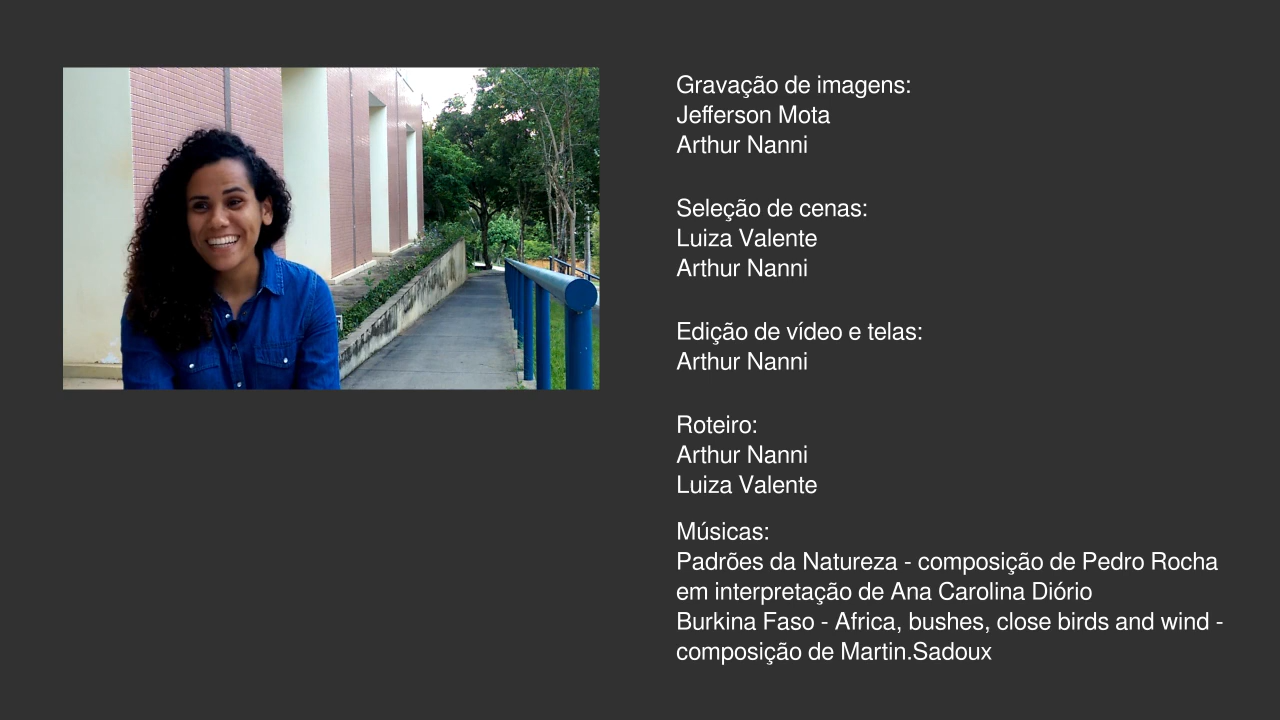 Gravação de imagens:
Jefferson Mota
Arthur Nanni
Seleção de cenas:
Luiza Valente
Arthur Nanni
Edição de vídeo e telas:
Arthur Nanni
Roteiro:
Arthur Nanni
Luiza Valente
Músicas:
Padrões da Natureza - composição de Pedro Rocha
em interpretação de Ana Carolina Diório
Burkina Faso - Africa, bushes, close birds and wind -
composição de Martin.Sadoux